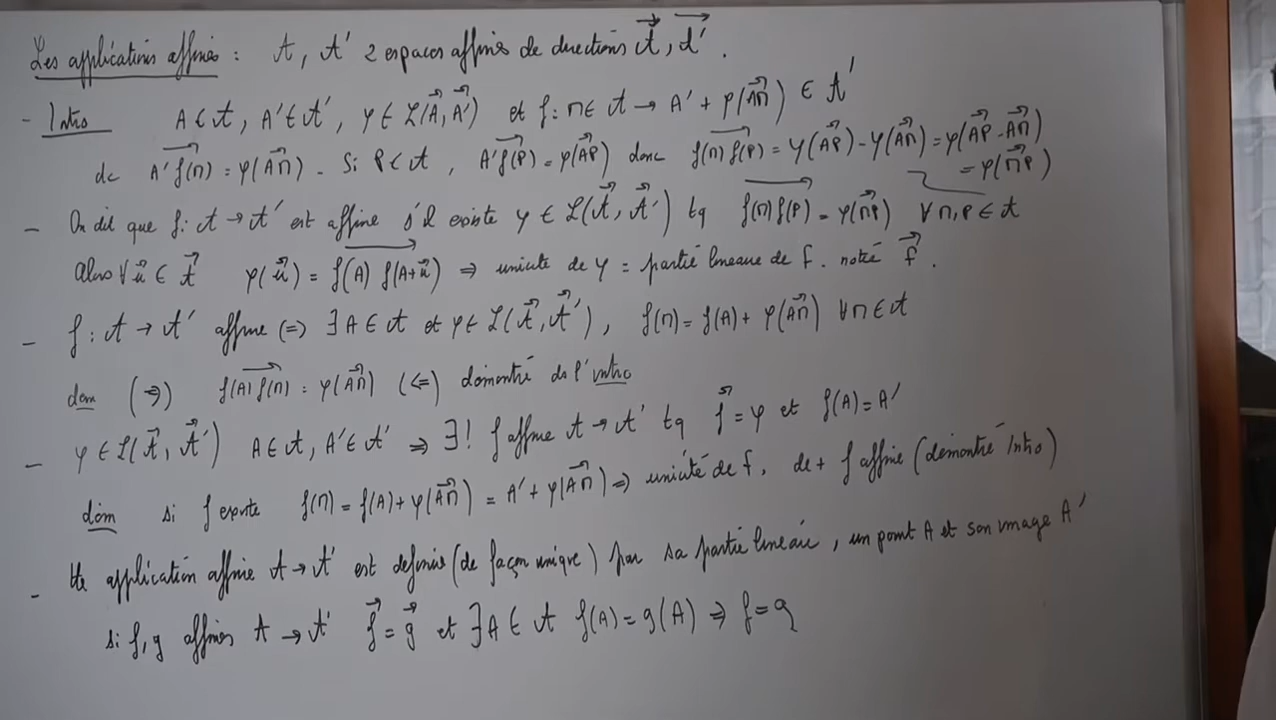 Les applications affines : A, A' 2 espaces affines de directions A⃗, A⃗'.
- Intro A ∈ A, A' ∈ A', φ ∈ L(A⃗, A⃗') et f : M ∈ A → A' + φ(AM⃗) ∈ A'
dc A'f(M)⃗ = φ(AM⃗) . Si P ∈ A, A'f(P)⃗ = φ(AP⃗) donc f(M)f(P)⃗ = φ(AP⃗) - φ(AM⃗) = φ(AP⃗ - AM⃗)
= φ(MP⃗)
- On dit que f : A → A' est affine s'il existe φ ∈ L(A⃗, A⃗') tq f(M)f(P)⃗ = φ(MP⃗) ∀ M, P ∈ A
Alors ∀ u⃗ ∈ A⃗ φ(u⃗) = f(A) f(A+u⃗)⃗ ⇒ unicité de φ = partie linéaire de f. notée f⃗.
- f : A → A' affine (=) ∃ A ∈ A et φ ∈ L(A⃗, A⃗'), f(M) = f(A) + φ(AM⃗) ∀ M ∈ A
dem (⇒) f(A)f(M)⃗ = φ(AM⃗) (⇐) démontré ds l'intro
- φ ∈ L(A⃗, A⃗') A ∈ A, A' ∈ A' ⇒ ∃! f affine A → A' tq f⃗ = φ et f(A) = A'
dém si f existe f(M) = f(A) + φ(AM⃗) = A' + φ(AM⃗) ⇒ unicité de f. de + f affine (démontré Intro)
- Une application affine A → A' est définie (de façon unique) par sa partie linéaire, un point A et son image A'
si f, g affines A → A' f⃗ = g⃗ et ∃ A ∈ A f(A) = g(A) ⇒ f = g